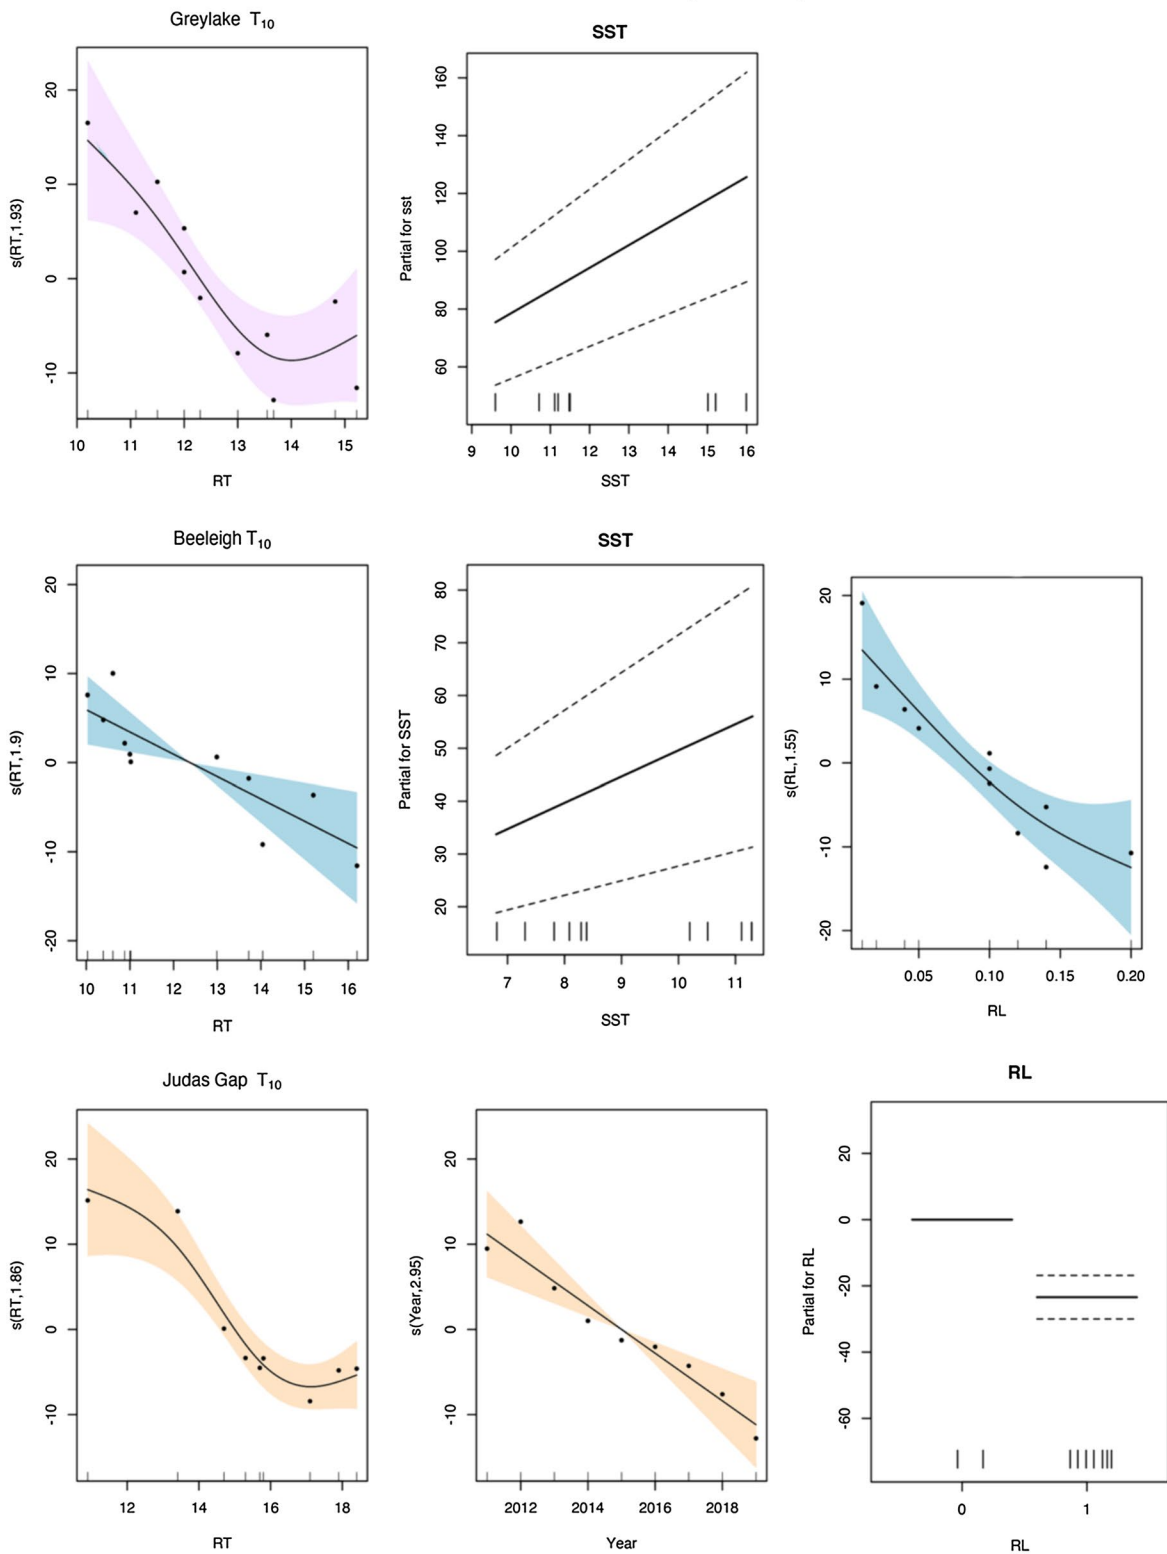 Greylake T10
s(RT,1.93)
20
10
0
-10
10 11 12 13 14 15
RT
SST
Partial for sst
160
140
120
100
80
60
9 10 11 12 13 14 15 16
SST
Beeleigh T10
s(RT,1.9)
20
10
0
-10
-20
10 11 12 13 14 15 16
RT
SST
Partial for SST
80
70
60
50
40
30
20
7 8 9 10 11
SST
s(RL,1.55)
20
10
0
-10
-20
0.05 0.10 0.15 0.20
RL
Judas Gap T10
s(RT,1.86)
20
10
0
-10
12 14 16 18
RT
s(Year,2.95)
20
10
0
-10
2012 2014 2016 2018
Year
RL
Partial for RL
20
0
-20
-40
-60
0 1
RL